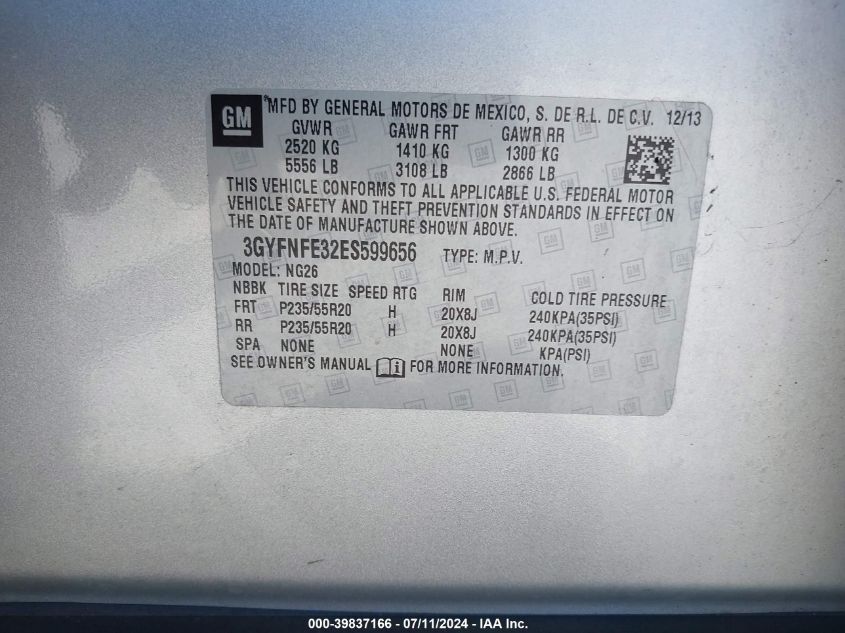 GM *MFD BY GENERAL MOTORS DE MEXICO, S. DE R.L. DE C.V. 12/13
GVWR GAWR FRT GAWR RR
2520 KG 1410 KG 1300 KG
5556 LB 3108 LB 2866 LB
THIS VEHICLE CONFORMS TO ALL APPLICABLE U.S. FEDERAL MOTOR
VEHICLE SAFETY AND THEFT PREVENTION STANDARDS IN EFFECT ON
THE DATE OF MANUFACTURE SHOWN ABOVE.
3GYFNFE32ES599656 TYPE: M.P.V.
MODEL: NG26
NBBK TIRE SIZE SPEED RTG RIM COLD TIRE PRESSURE
FRT P235/55R20 H 20X8J 240KPA(35PSI)
RR P235/55R20 H 20X8J 240KPA(35PSI)
SPA NONE NONE KPA(PSI)
SEE OWNER'S MANUAL FOR MORE INFORMATION.
000-39837166 - 07/11/2024 - IAA Inc.